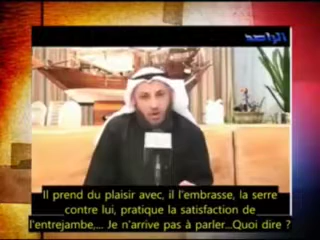 الراصد
Il prend du plaisir avec, il l'embrasse, la serre
contre lui, pratique la satisfaction de
l'entrejambe,... Je n'arrive pas à parler...Quoi dire ?